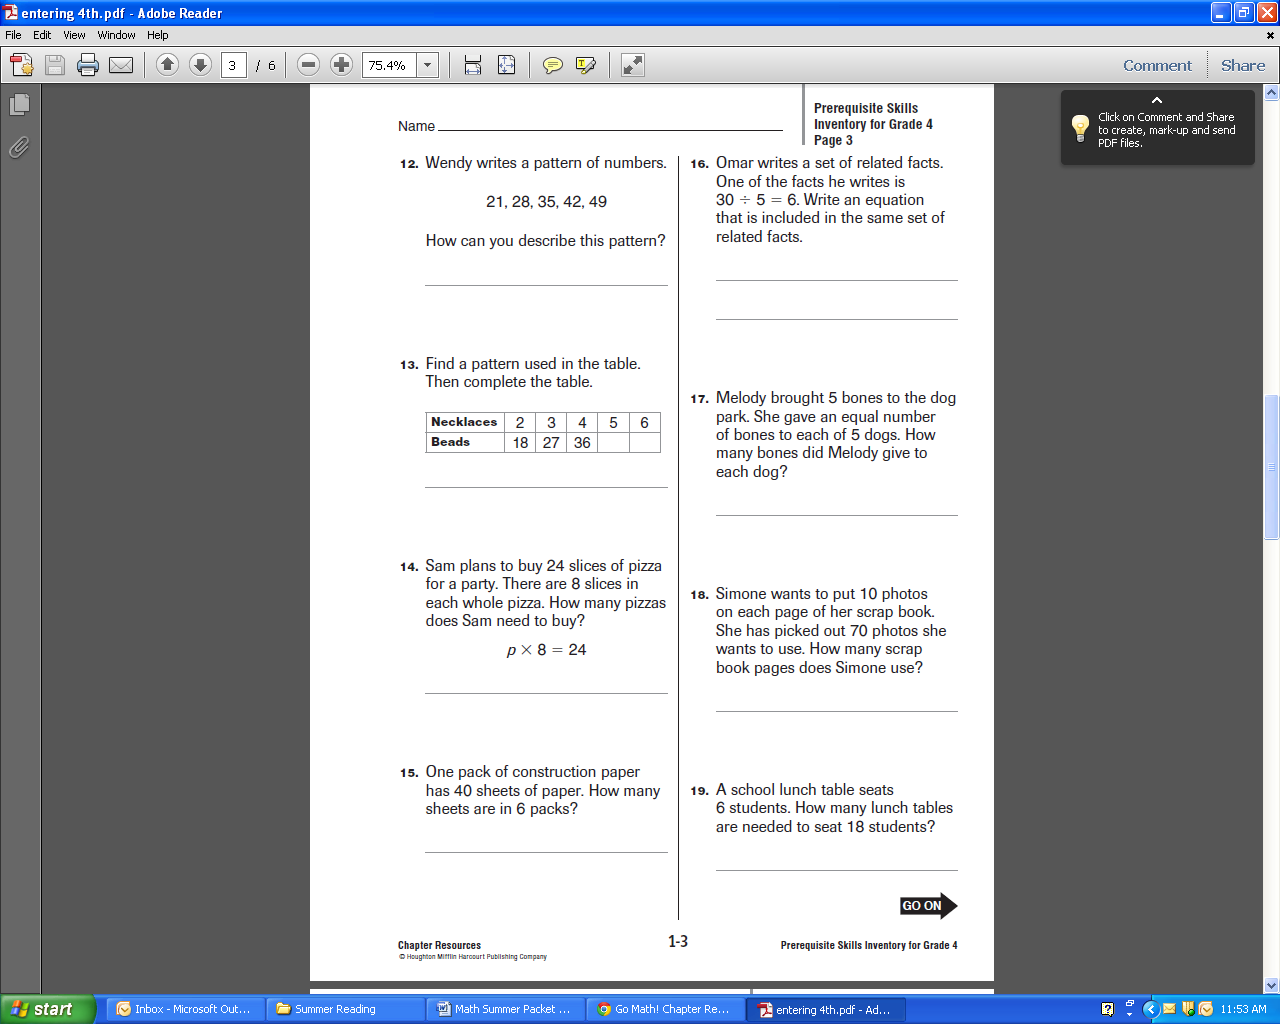 entering 4th.pdf - Adobe Reader
File Edit View Window Help
3 / 6 75.4% Comment Share
Click on Comment and Share
to create, mark-up and send
PDF files.
Prerequisite Skills
Inventory for Grade 4
Page 3
Name
12. Wendy writes a pattern of numbers.
21, 28, 35, 42, 49
How can you describe this pattern?
13. Find a pattern used in the table.
Then complete the table.
Necklaces 2 3 4 5 6
Beads 18 27 36
14. Sam plans to buy 24 slices of pizza
for a party. There are 8 slices in
each whole pizza. How many pizzas
does Sam need to buy?
p × 8 = 24
15. One pack of construction paper
has 40 sheets of paper. How many
sheets are in 6 packs?
16. Omar writes a set of related facts.
One of the facts he writes is
30 ÷ 5 = 6. Write an equation
that is included in the same set of
related facts.
17. Melody brought 5 bones to the dog
park. She gave an equal number
of bones to each of 5 dogs. How
many bones did Melody give to
each dog?
18. Simone wants to put 10 photos
on each page of her scrap book.
She has picked out 70 photos she
wants to use. How many scrap
book pages does Simone use?
19. A school lunch table seats
6 students. How many lunch tables
are needed to seat 18 students?
GO ON
Chapter Resources
© Houghton Mifflin Harcourt Publishing Company
1-3
Prerequisite Skills Inventory for Grade 4
start Inbox - Microsoft Out... Summer Reading Math Summer Packet ... Go Math! Chapter Re... entering 4th.pdf - Ad... 11:53 AM